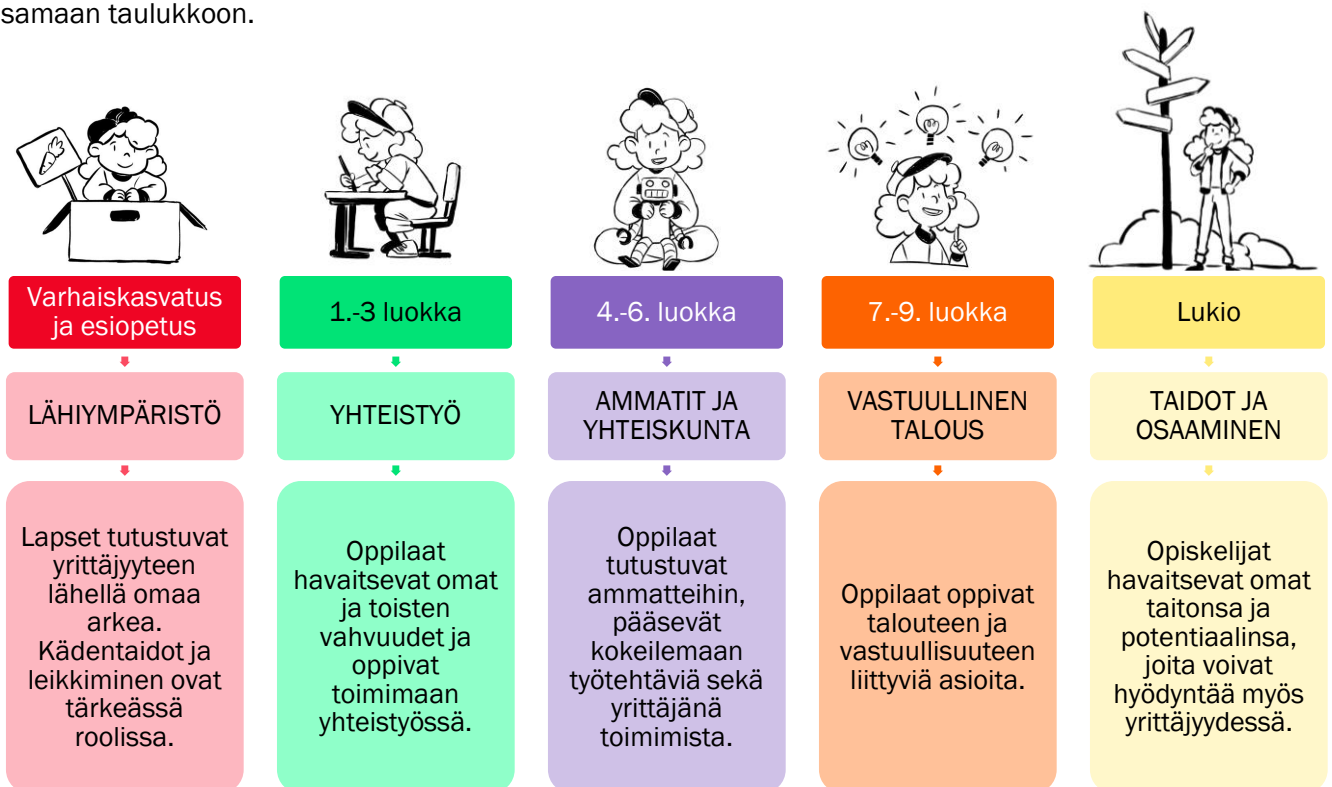 samaan taulukkoon.
Varhaiskasvatus
ja esiopetus
1.-3 luokka
4.-6. luokka
7.-9. luokka
Lukio
LÄHIYMPÄRISTÖ
YHTEISTYÖ
AMMATIT JA
YHTEISKUNTA
VASTUULLINEN
TALOUS
TAIDOT JA
OSAAMINEN
Lapset tutustuvat
yrittäjyyteen
lähellä omaa
arkea.
Kädentaidot ja
leikkiminen ovat
tärkeässä
roolissa.
Oppilaat
havaitsevat omat
ja toisten
vahvuudet ja
oppivat
toimimaan
yhteistyössä.
Oppilaat
tutustuvat
ammatteihin,
pääsevät
kokeilemaan
työtehtäviä sekä
yrittäjänä
toimimista.
Oppilaat oppivat
talouteen ja
vastuullisuuteen
liittyviä asioita.
Opiskelijat
havaitsevat omat
taitonsa ja
potentiaalinsa,
joita voivat
hyödyntää myös
yrittäjyydessä.